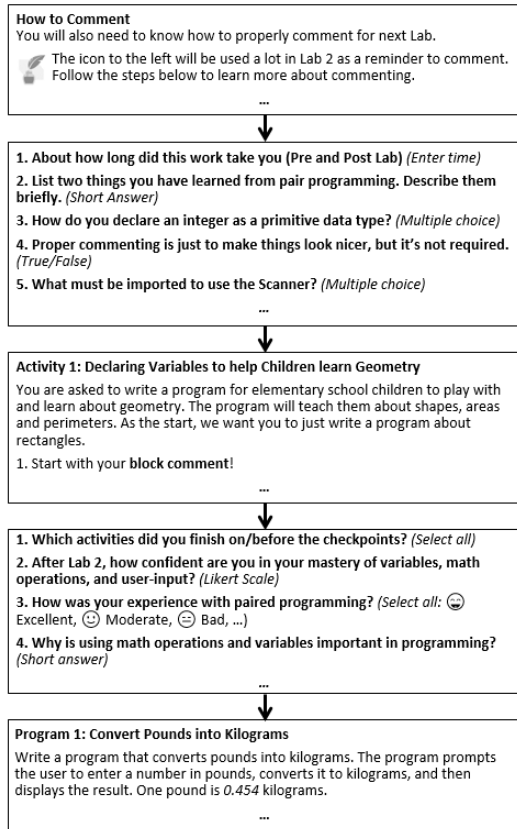 How to Comment
You will also need to know how to properly comment for next Lab.
The icon to the left will be used a lot in Lab 2 as a reminder to comment.
Follow the steps below to learn more about commenting.
...
1. About how long did this work take you (Pre and Post Lab) (Enter time)
2. List two things you have learned from pair programming. Describe them
briefly. (Short Answer)
3. How do you declare an integer as a primitive data type? (Multiple choice)
4. Proper commenting is just to make things look nicer, but it's not required.
(True/False)
5. What must be imported to use the Scanner? (Multiple choice)
...
Activity 1: Declaring Variables to help Children learn Geometry
You are asked to write a program for elementary school children to play with
and learn about geometry. The program will teach them about shapes, areas
and perimeters. As the start, we want you to just write a program about
rectangles.
1. Start with your block comment!
...
1. Which activities did you finish on/before the checkpoints? (Select all)
2. After Lab 2, how confident are you in your mastery of variables, math
operations, and user-input? (Likert Scale)
3. How was your experience with paired programming? (Select all: 😄
Excellent, 🙂 Moderate, 😑 Bad, ...)
4. Why is using math operations and variables important in programming?
(Short answer)
...
Program 1: Convert Pounds into Kilograms
Write a program that converts pounds into kilograms. The program prompts
the user to enter a number in pounds, converts it to kilograms, and then
displays the result. One pound is 0.454 kilograms.
...